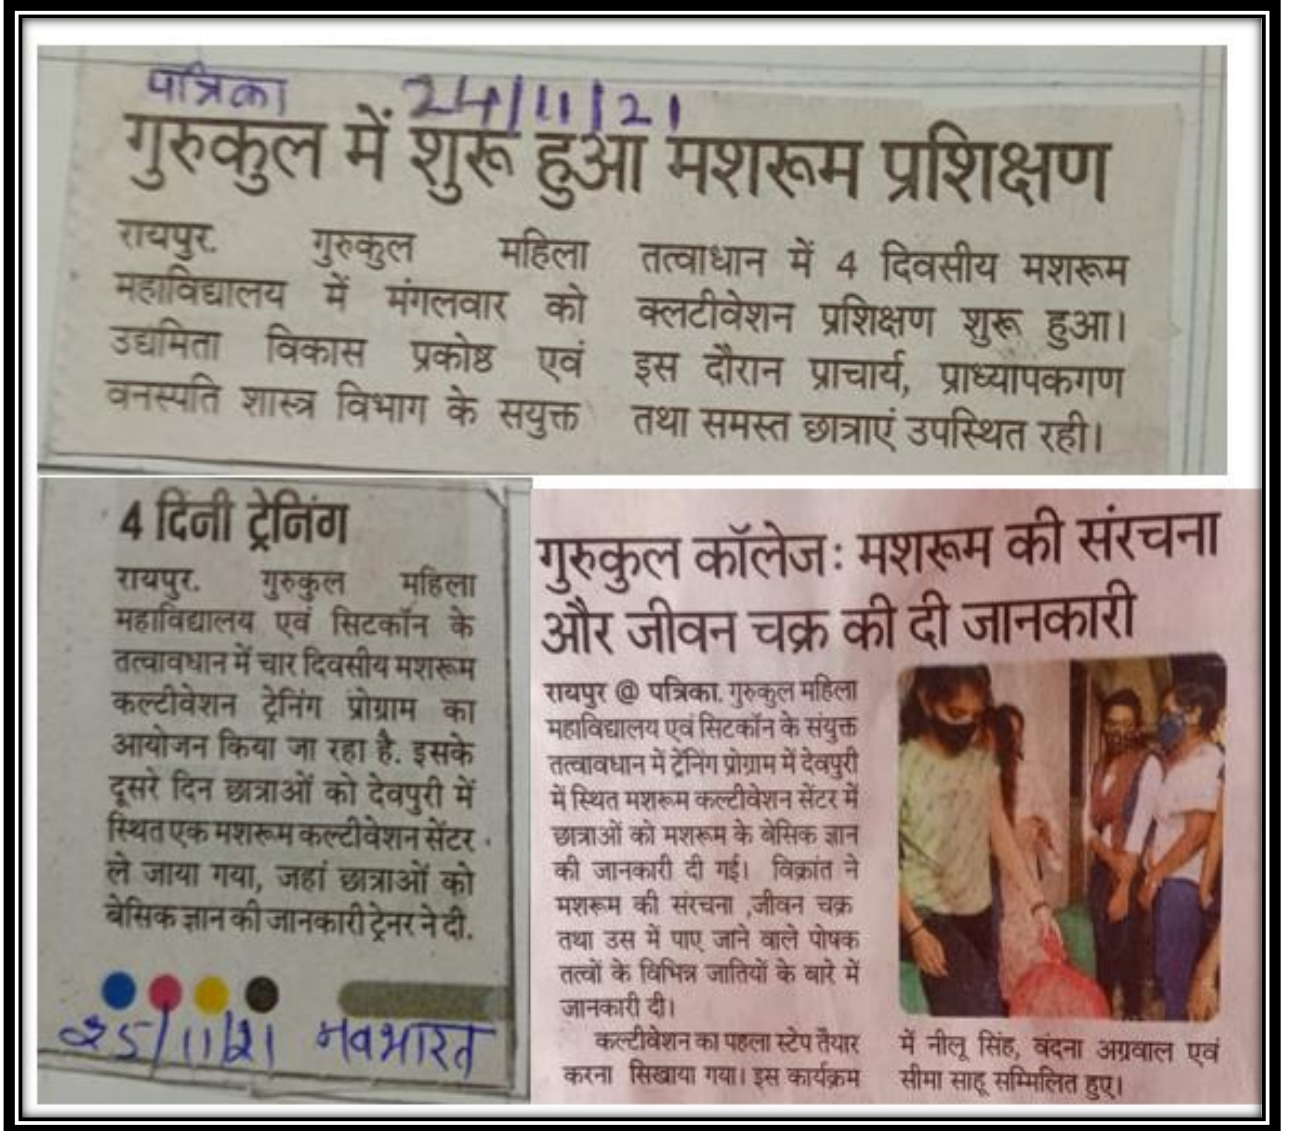 पत्रिका 24/11/21
गुरुकुल में शुरू हुआ मशरूम प्रशिक्षण
रायपुर. गुरुकुल महिला
महाविद्यालय में मंगलवार को
उद्यमिता विकास प्रकोष्ठ एवं
वनस्पति शास्त्र विभाग के सयुक्त
तत्वाधान में 4 दिवसीय मशरूम
क्लटीवेशन प्रशिक्षण शुरू हुआ।
इस दौरान प्राचार्य, प्राध्यापकगण
तथा समस्त छात्राएं उपस्थित रही।
4 दिनी ट्रेनिंग
रायपुर. गुरुकुल महिला
महाविद्यालय एवं सिटकॉन के
तत्वावधान में चार दिवसीय मशरूम
कल्टीवेशन ट्रेनिंग प्रोग्राम का
आयोजन किया जा रहा है. इसके
दूसरे दिन छात्राओं को देवपुरी में
स्थित एक मशरूम कल्टीवेशन सेंटर
ले जाया गया, जहां छात्राओं को
बेसिक ज्ञान की जानकारी ट्रेनर ने दी.
25/11/21 नवभारत
गुरुकुल कॉलेज: मशरूम की संरचना
और जीवन चक्र की दी जानकारी
रायपुर @ पत्रिका. गुरुकुल महिला
महाविद्यालय एवं सिटकॉन के संयुक्त
तत्वावधान में ट्रेनिंग प्रोग्राम में देवपुरी
में स्थित मशरूम कल्टीवेशन सेंटर में
छात्राओं को मशरूम के बेसिक ज्ञान
की जानकारी दी गई। विक्रांत ने
मशरूम की संरचना ,जीवन चक्र
तथा उस में पाए जाने वाले पोषक
तत्वों के विभिन्न जातियों के बारे में
जानकारी दी।
कल्टीवेशन का पहला स्टेप तैयार
करना सिखाया गया। इस कार्यक्रम
में नीलू सिंह, वंदना अग्रवाल एवं
सीमा साहू सम्मिलित हुए।